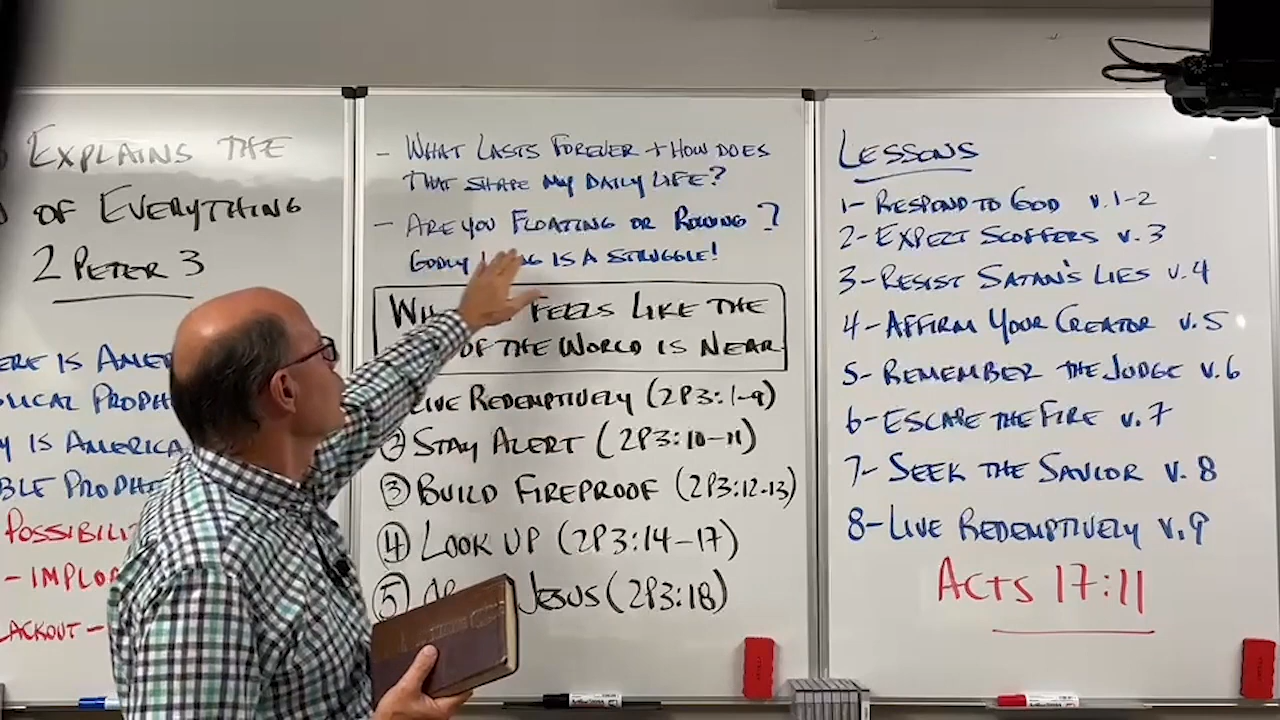 EXPLAINS THE
OF EVERYTHING
2 PETER 3
ERE IS AMER
LICAL PROPH
Y IS AMERICA
BLE PROPH
POSSIBILIT
- IMPLO
LACKOUT -
- WHAT LASTS FOREVER + HOW DOES
THAT SHAPE MY DAILY LIFE?
- ARE YOU FLOATING OR ROWING?
GODLY LIVING IS A STRUGGLE!
FEELS LIKE THE
OF THE WORLD IS NEAR
LIVE REDEMPTIVELY (2P3:1-9)
② STAY ALERT (2P3:10-11)
③ BUILD FIREPROOF (2P3:12-13)
④ LOOK UP (2P3:14-17)
⑤ JESUS (2P3:18)
LESSONS
1- RESPOND TO GOD V.1-2
2- EXPECT SCOFFERS V.3
3- RESIST SATAN'S LIES V.4
4- AFFIRM YOUR CREATOR V.5
5- REMEMBER THE JUDGE V.6
6- ESCAPE THE FIRE V.7
7- SEEK THE SAVIOR V.8
8- LIVE REDEMPTIVELY V.9
ACTS 17:11